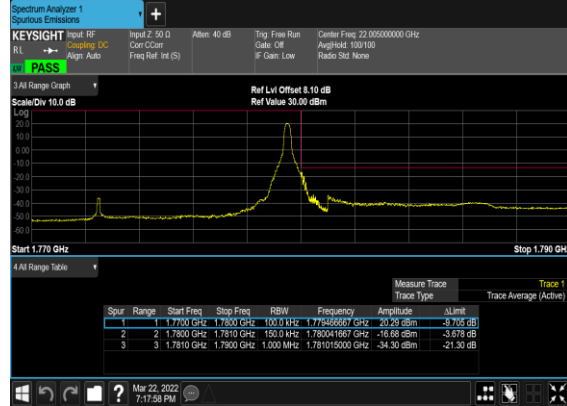 Spectrum Analyzer 1
Spurious Emissions
+
KEYSIGHT Input: RF Input Z: 50 Ω Atten: 40 dB Trig: Free Run Center Freq: 22.005000000 GHz
RL Coupling: DC Corr CCorr Gate: Off Avg|Hold: 100/100
Align: Auto Freq Ref: Int (S) IF Gain: Low Radio Std: None
PASS
3 All Range Graph
Ref Lvl Offset 8.10 dB
Scale/Div 10.0 dB Ref Value 30.00 dBm
Log
20.0
10.0
0.00
-10.0
-20.0
-30.0
-40.0
-50.0
-60.0
Start 1.770 GHz Stop 1.790 GHz
4 All Range Table
Measure Trace Trace 1
Trace Type Trace Average (Active)
Spur Range Start Freq Stop Freq RBW Frequency Amplitude ΔLimit
1 1 1.7700 GHz 1.7800 GHz 100.0 kHz 1.779466667 GHz 20.29 dBm -9.705 dB
2 2 1.7800 GHz 1.7810 GHz 150.0 kHz 1.780041667 GHz -16.68 dBm -3.678 dB
3 3 1.7810 GHz 1.7900 GHz 1.000 MHz 1.781015000 GHz -34.30 dBm -21.30 dB
? Mar 22, 2022
7:17:58 PM